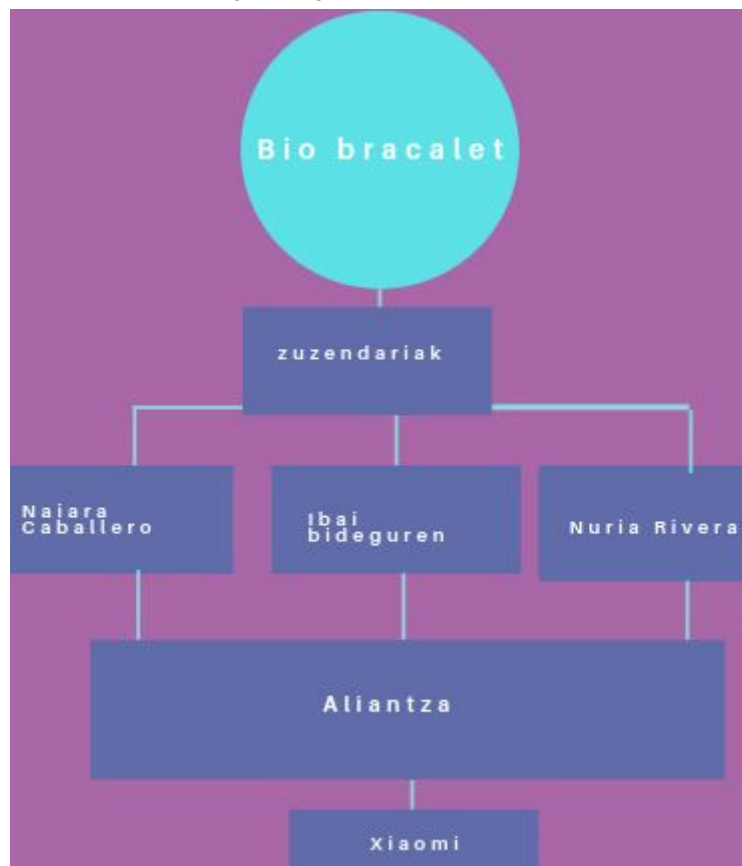 Bio bracalet
zuzendariak
Naiara
Caballero
Ibai
bideguren
Nuria Rivera
Aliantza
Xiaomi